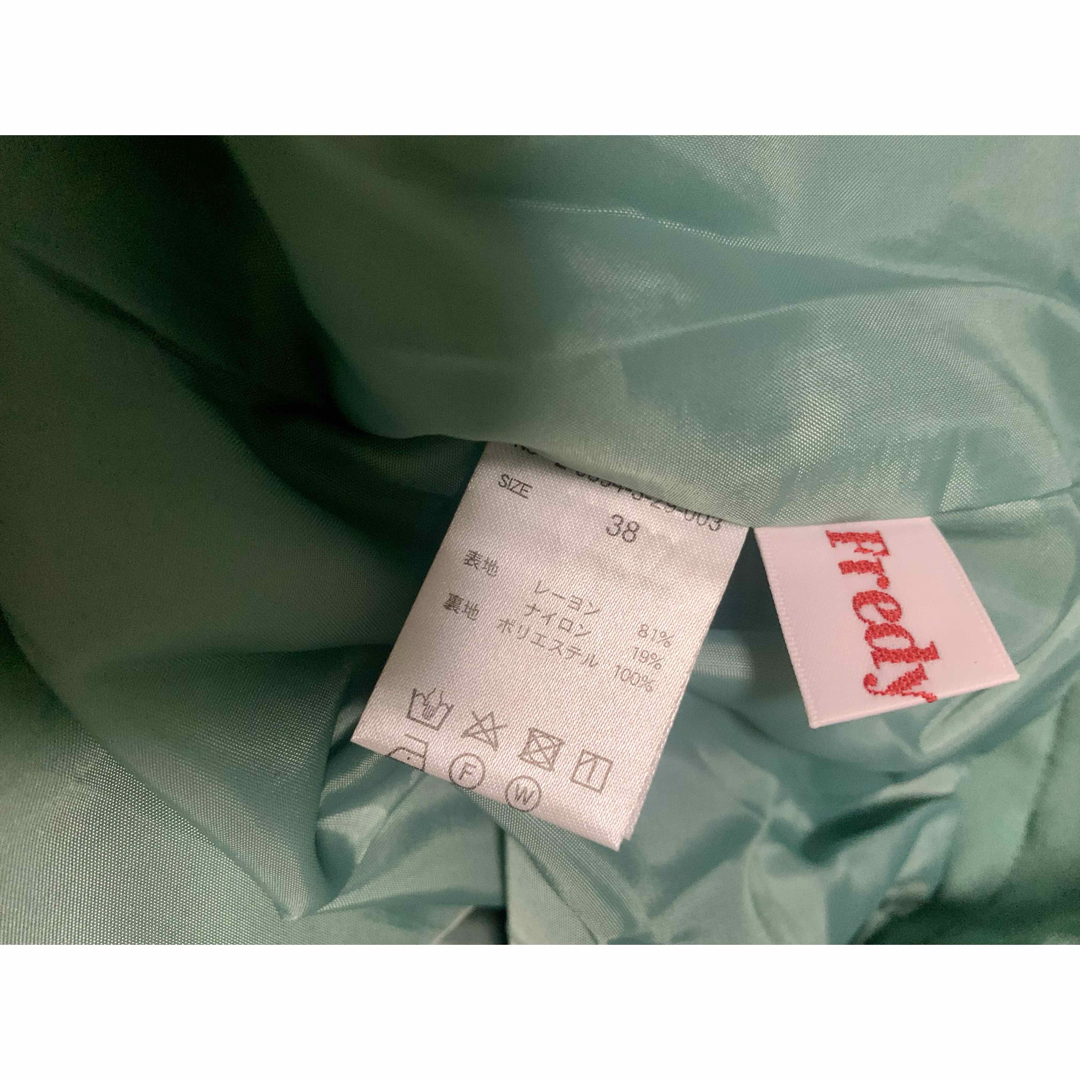 SIZE 38
表地 レーヨン 81%
ナイロン 19%
裏地 ポリエステル 100%
F W
Fredy